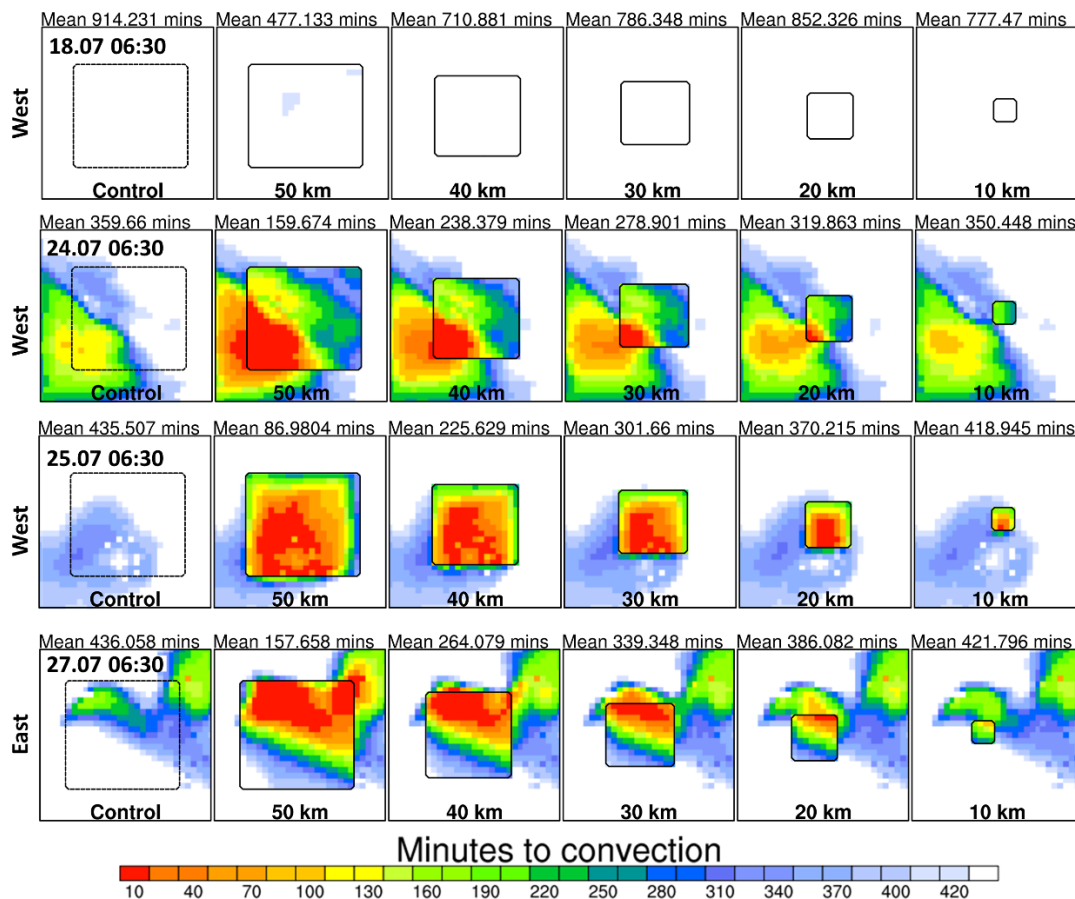 Mean 914.231 mins Mean 477.133 mins Mean 710.881 mins Mean 786.348 mins Mean 852.326 mins Mean 777.47 mins
18.07 06:30
West
Control 50 km 40 km 30 km 20 km 10 km
Mean 359.66 mins Mean 159.674 mins Mean 238.379 mins Mean 278.901 mins Mean 319.863 mins Mean 350.448 mins
24.07 06:30
West
Control 50 km 40 km 30 km 20 km 10 km
Mean 435.507 mins Mean 86.9804 mins Mean 225.629 mins Mean 301.66 mins Mean 370.215 mins Mean 418.945 mins
25.07 06:30
West
Control 50 km 40 km 30 km 20 km 10 km
Mean 436.058 mins Mean 157.658 mins Mean 264.079 mins Mean 339.348 mins Mean 386.082 mins Mean 421.796 mins
27.07 06:30
East
Control 50 km 40 km 30 km 20 km 10 km
Minutes to convection
10 40 70 100 130 160 190 220 250 280 310 340 370 400 420